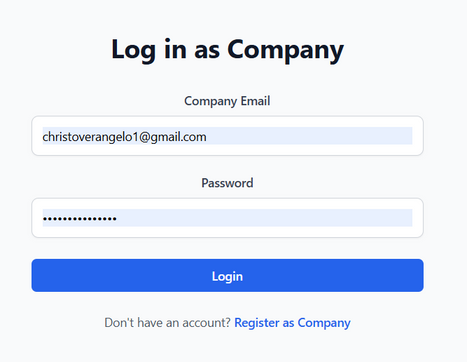 Log in as Company
Company Email
christoverangelo1@gmail.com
Password
•••••••••••••••
Login
Don't have an account? Register as Company